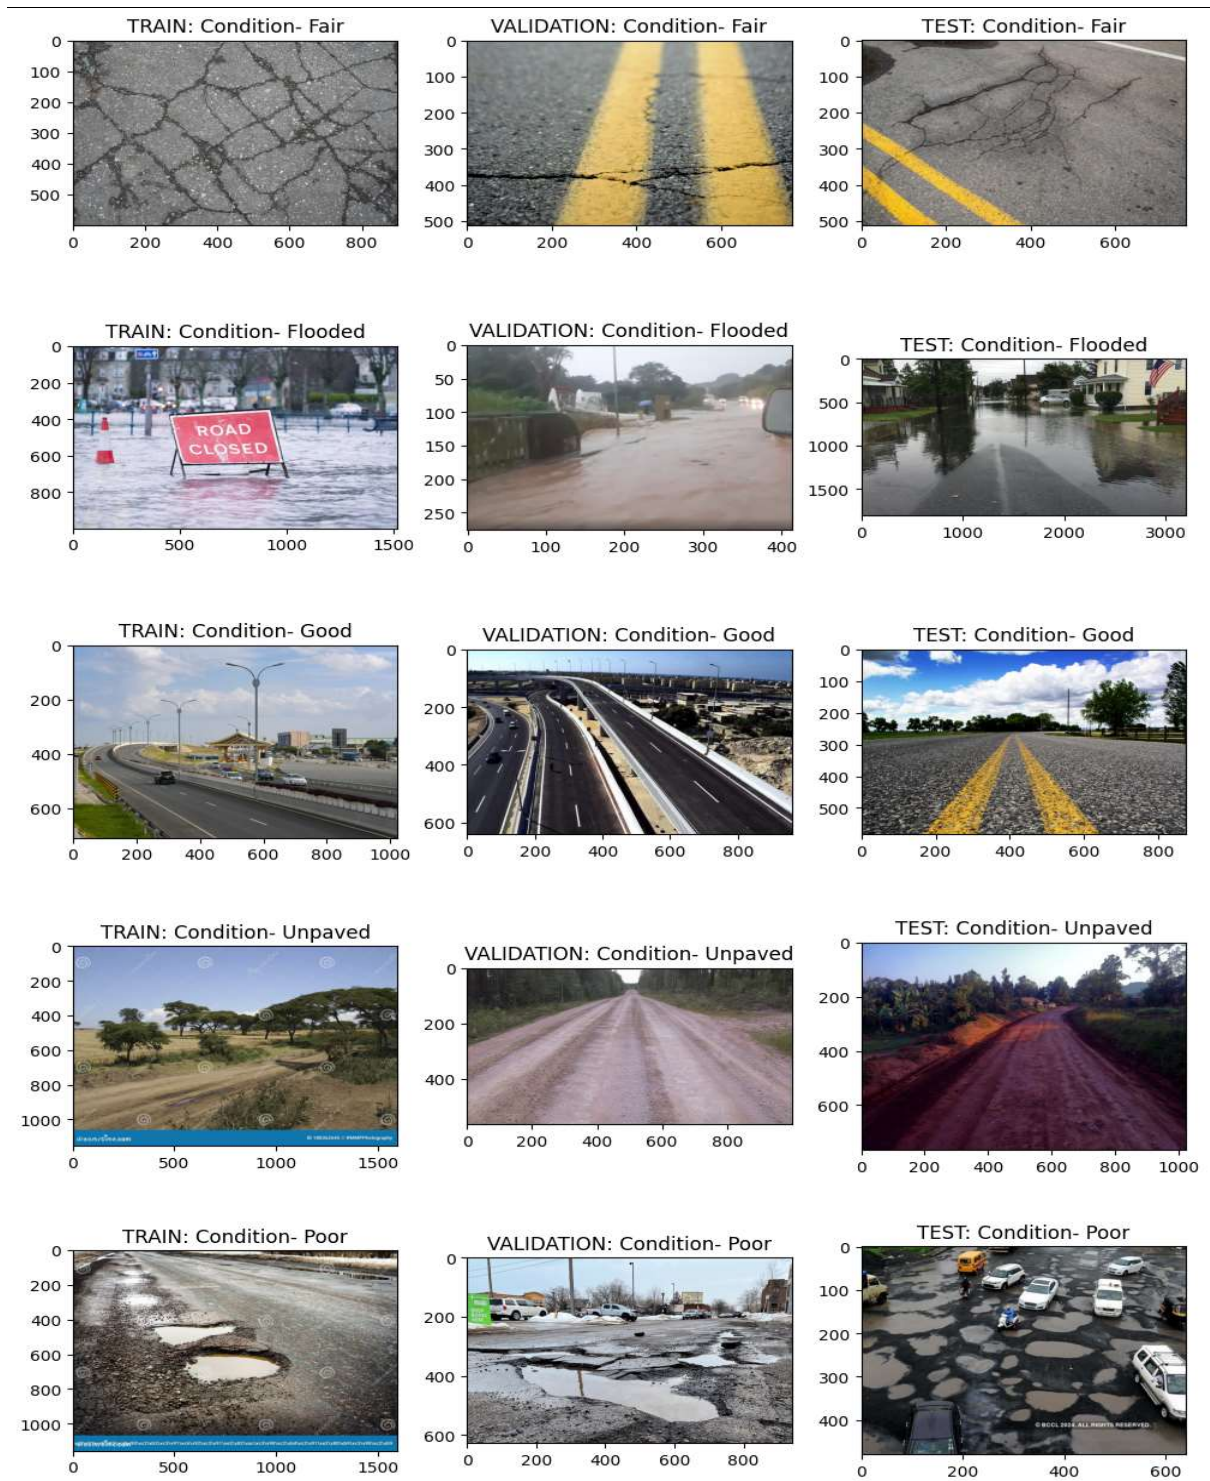 TRAIN: Condition- Fair
VALIDATION: Condition- Fair
TEST: Condition- Fair
0
100
200
300
400
500
0 200 400 600 800
0
100
200
300
400
500
0 200 400 600
0
100
200
300
400
500
0 200 400 600
TRAIN: Condition- Flooded
VALIDATION: Condition- Flooded
TEST: Condition- Flooded
0
200
400
600
800
ROAD
CLOSED
0 500 1000 1500
0
50
100
150
200
250
0 100 200 300 400
0
500
1000
1500
0 1000 2000 3000
TRAIN: Condition- Good
VALIDATION: Condition- Good
TEST: Condition- Good
0
200
400
600
0 200 400 600 800 1000
0
200
400
600
0 200 400 600 800
0
100
200
300
400
500
0 200 400 600 800
TRAIN: Condition- Unpaved
VALIDATION: Condition- Unpaved
TEST: Condition- Unpaved
0
200
400
600
800
1000
dreamstime.com
0 500 1000 1500
0
200
400
0 200 400 600 800
0
200
400
600
0 200 400 600 800 1000
TRAIN: Condition- Poor
VALIDATION: Condition- Poor
TEST: Condition- Poor
0
200
400
600
800
1000
dreamstime.com
0 500 1000 1500
0
200
400
600
0 200 400 600 800
0
100
200
300
400
© BCCL 2024. ALL RIGHTS RESERVED.
0 200 400 600